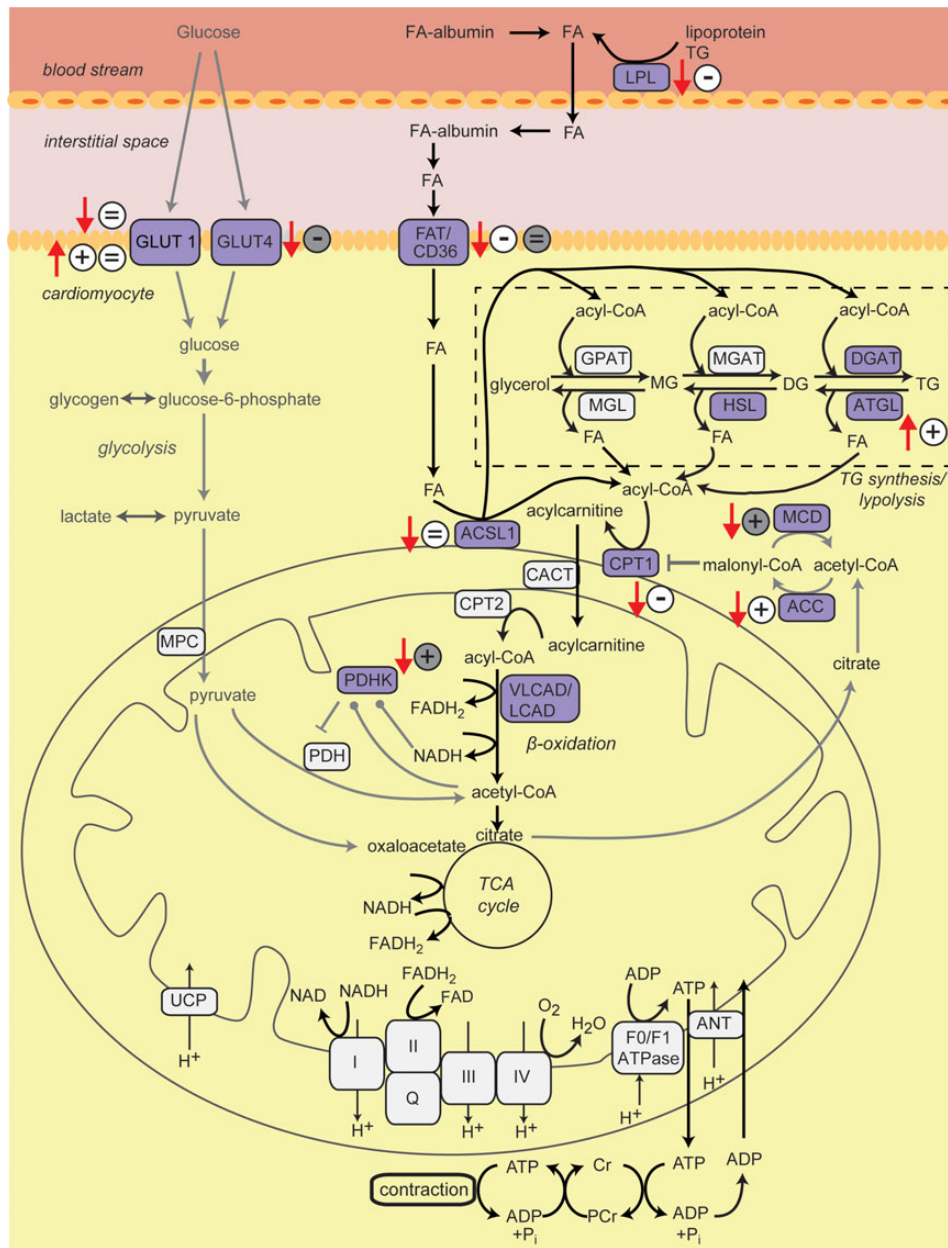 Glucose
FA-albumin
FA
lipoprotein
TG
LPL
-
blood stream
interstitial space
FA-albumin
FA
FA
=
+
=
GLUT 1
GLUT4
-
FAT/
CD36
-
=
cardiomyocyte
glucose
glycogen
glucose-6-phosphate
glycolysis
lactate
pyruvate
FA
FA
acyl-CoA
acyl-CoA
acyl-CoA
GPAT
MGAT
DGAT
glycerol
MG
DG
TG
MGL
HSL
ATGL
+
FA
FA
FA
TG synthesis/
lypolysis
acyl-CoA
acylcarnitine
=
ACSL1
+
MCD
CACT
CPT1
malonyl-CoA
acetyl-CoA
-
+
ACC
CPT2
MPC
acyl-CoA
acylcarnitine
citrate
PDHK
+
pyruvate
FADH2
VLCAD/
LCAD
PDH
NADH
β-oxidation
acetyl-CoA
oxaloacetate
citrate
TCA
cycle
NADH
FADH2
UCP
H+
NAD
NADH
FADH2
FAD
O2
H2O
ADP
ATP
ANT
F0/F1
ATPase
I
II
Q
III
IV
H+
H+
H+
H+
H+
contraction
ATP
Cr
ATP
ADP
ADP
+Pi
PCr
ADP
+Pi